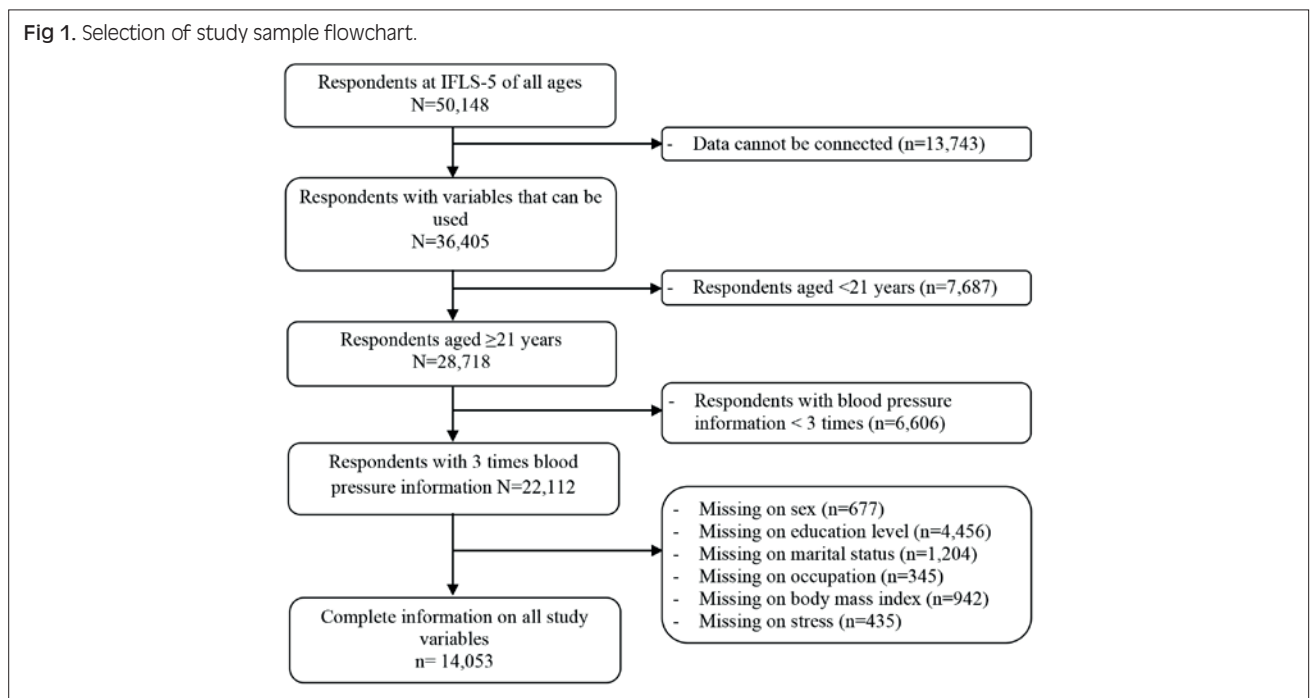 Fig 1. Selection of study sample flowchart.
Respondents at IFLS-5 of all ages
N=50,148
- Data cannot be connected (n=13,743)
Respondents with variables that can be
used
N=36,405
- Respondents aged <21 years (n=7,687)
Respondents aged ≥21 years
N=28,718
- Respondents with blood pressure
information < 3 times (n=6,606)
Respondents with 3 times blood
pressure information N=22,112
- Missing on sex (n=677)
- Missing on education level (n=4,456)
- Missing on marital status (n=1,204)
- Missing on occupation (n=345)
- Missing on body mass index (n=942)
- Missing on stress (n=435)
Complete information on all study
variables
n= 14,053